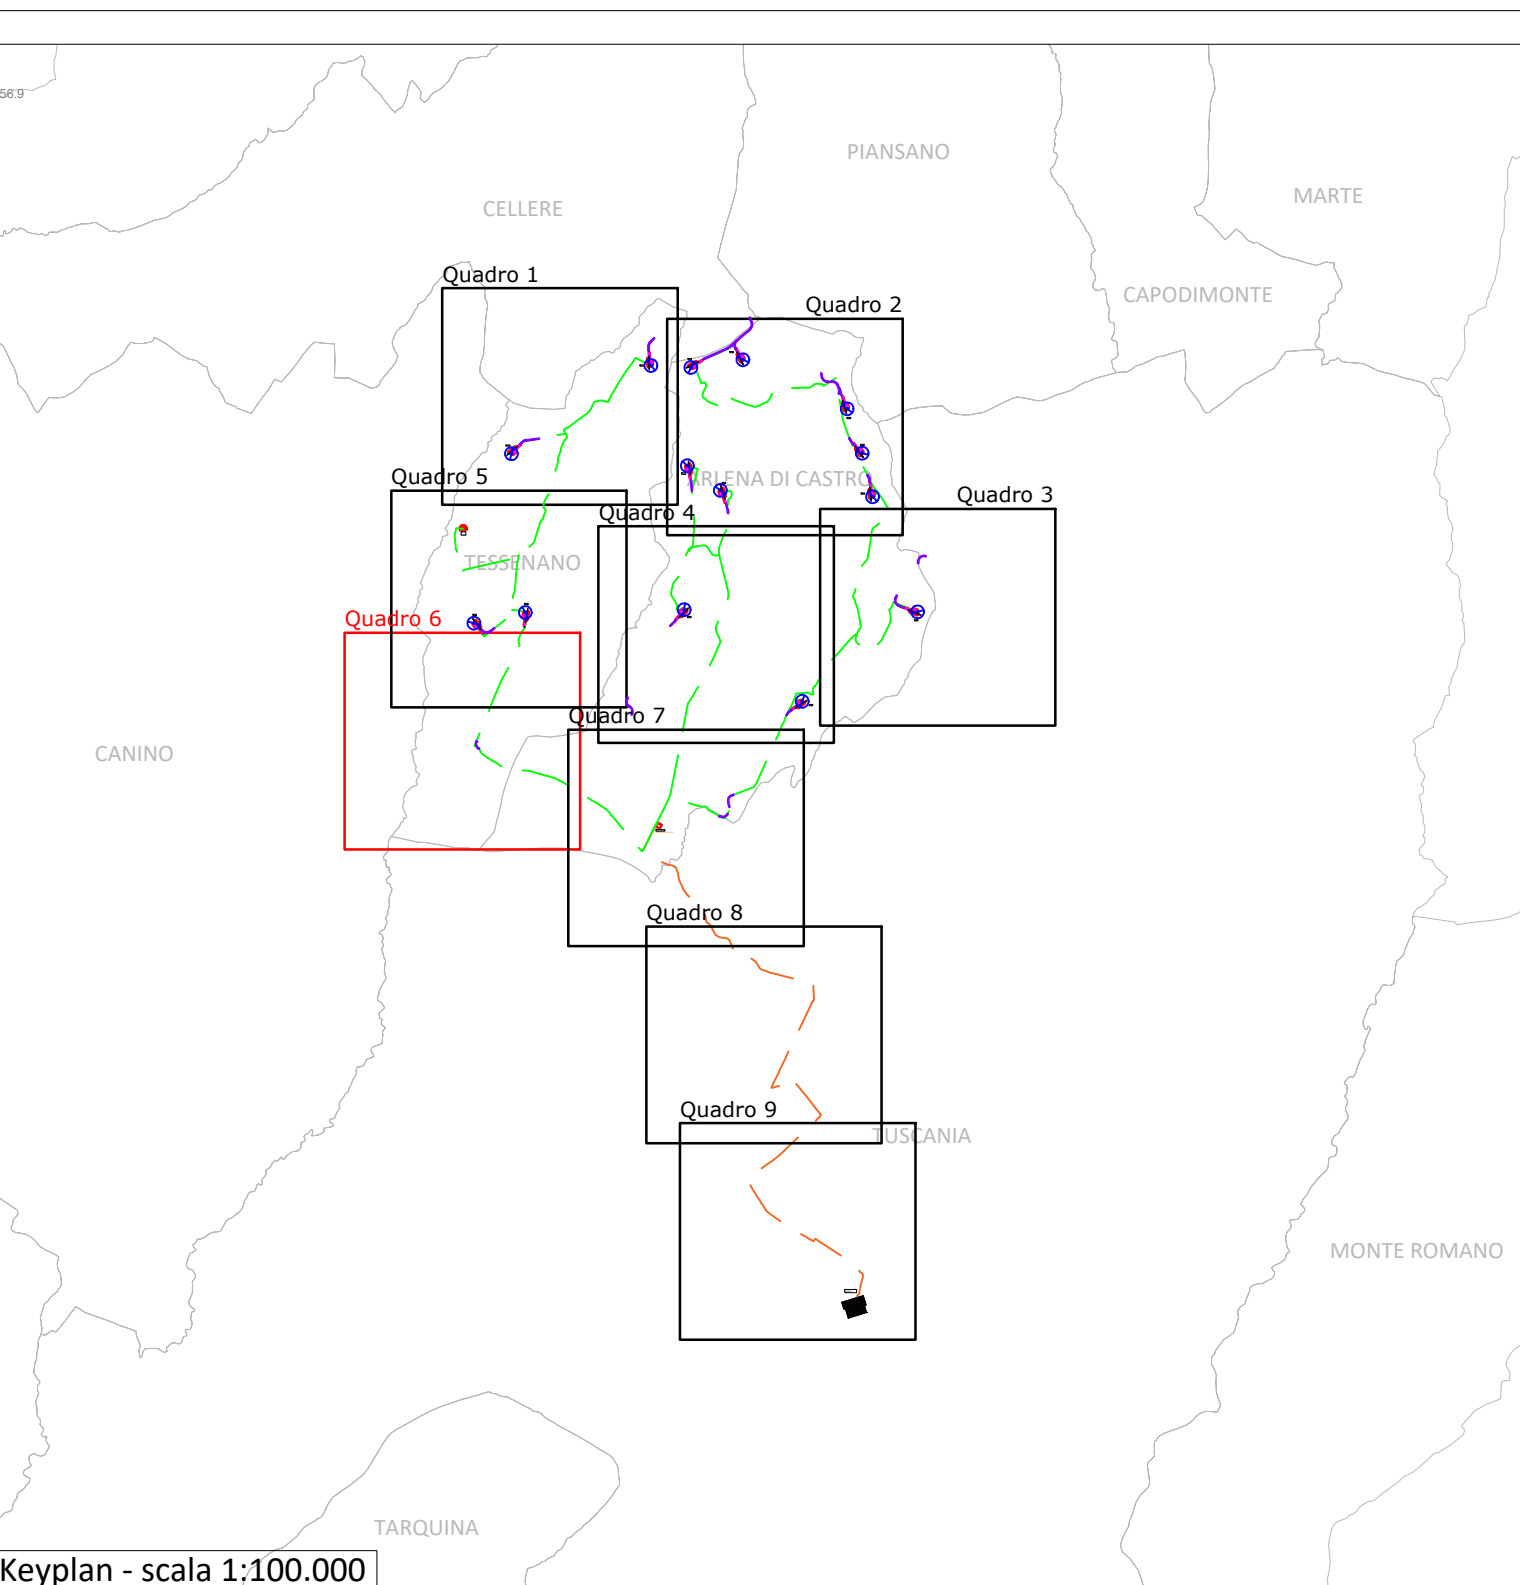 56.9
PIANSANO
MARTE
CELLERE
Quadro 1
CAPODIMONTE
Quadro 2
Quadro 5
ARLENA DI CASTRO
Quadro 3
Quadro 4
TESSENANO
Quadro 6
Quadro 7
CANINO
Quadro 8
Quadro 9
TUSCANIA
MONTE ROMANO
TARQUINA
Keyplan - scala 1:100.000